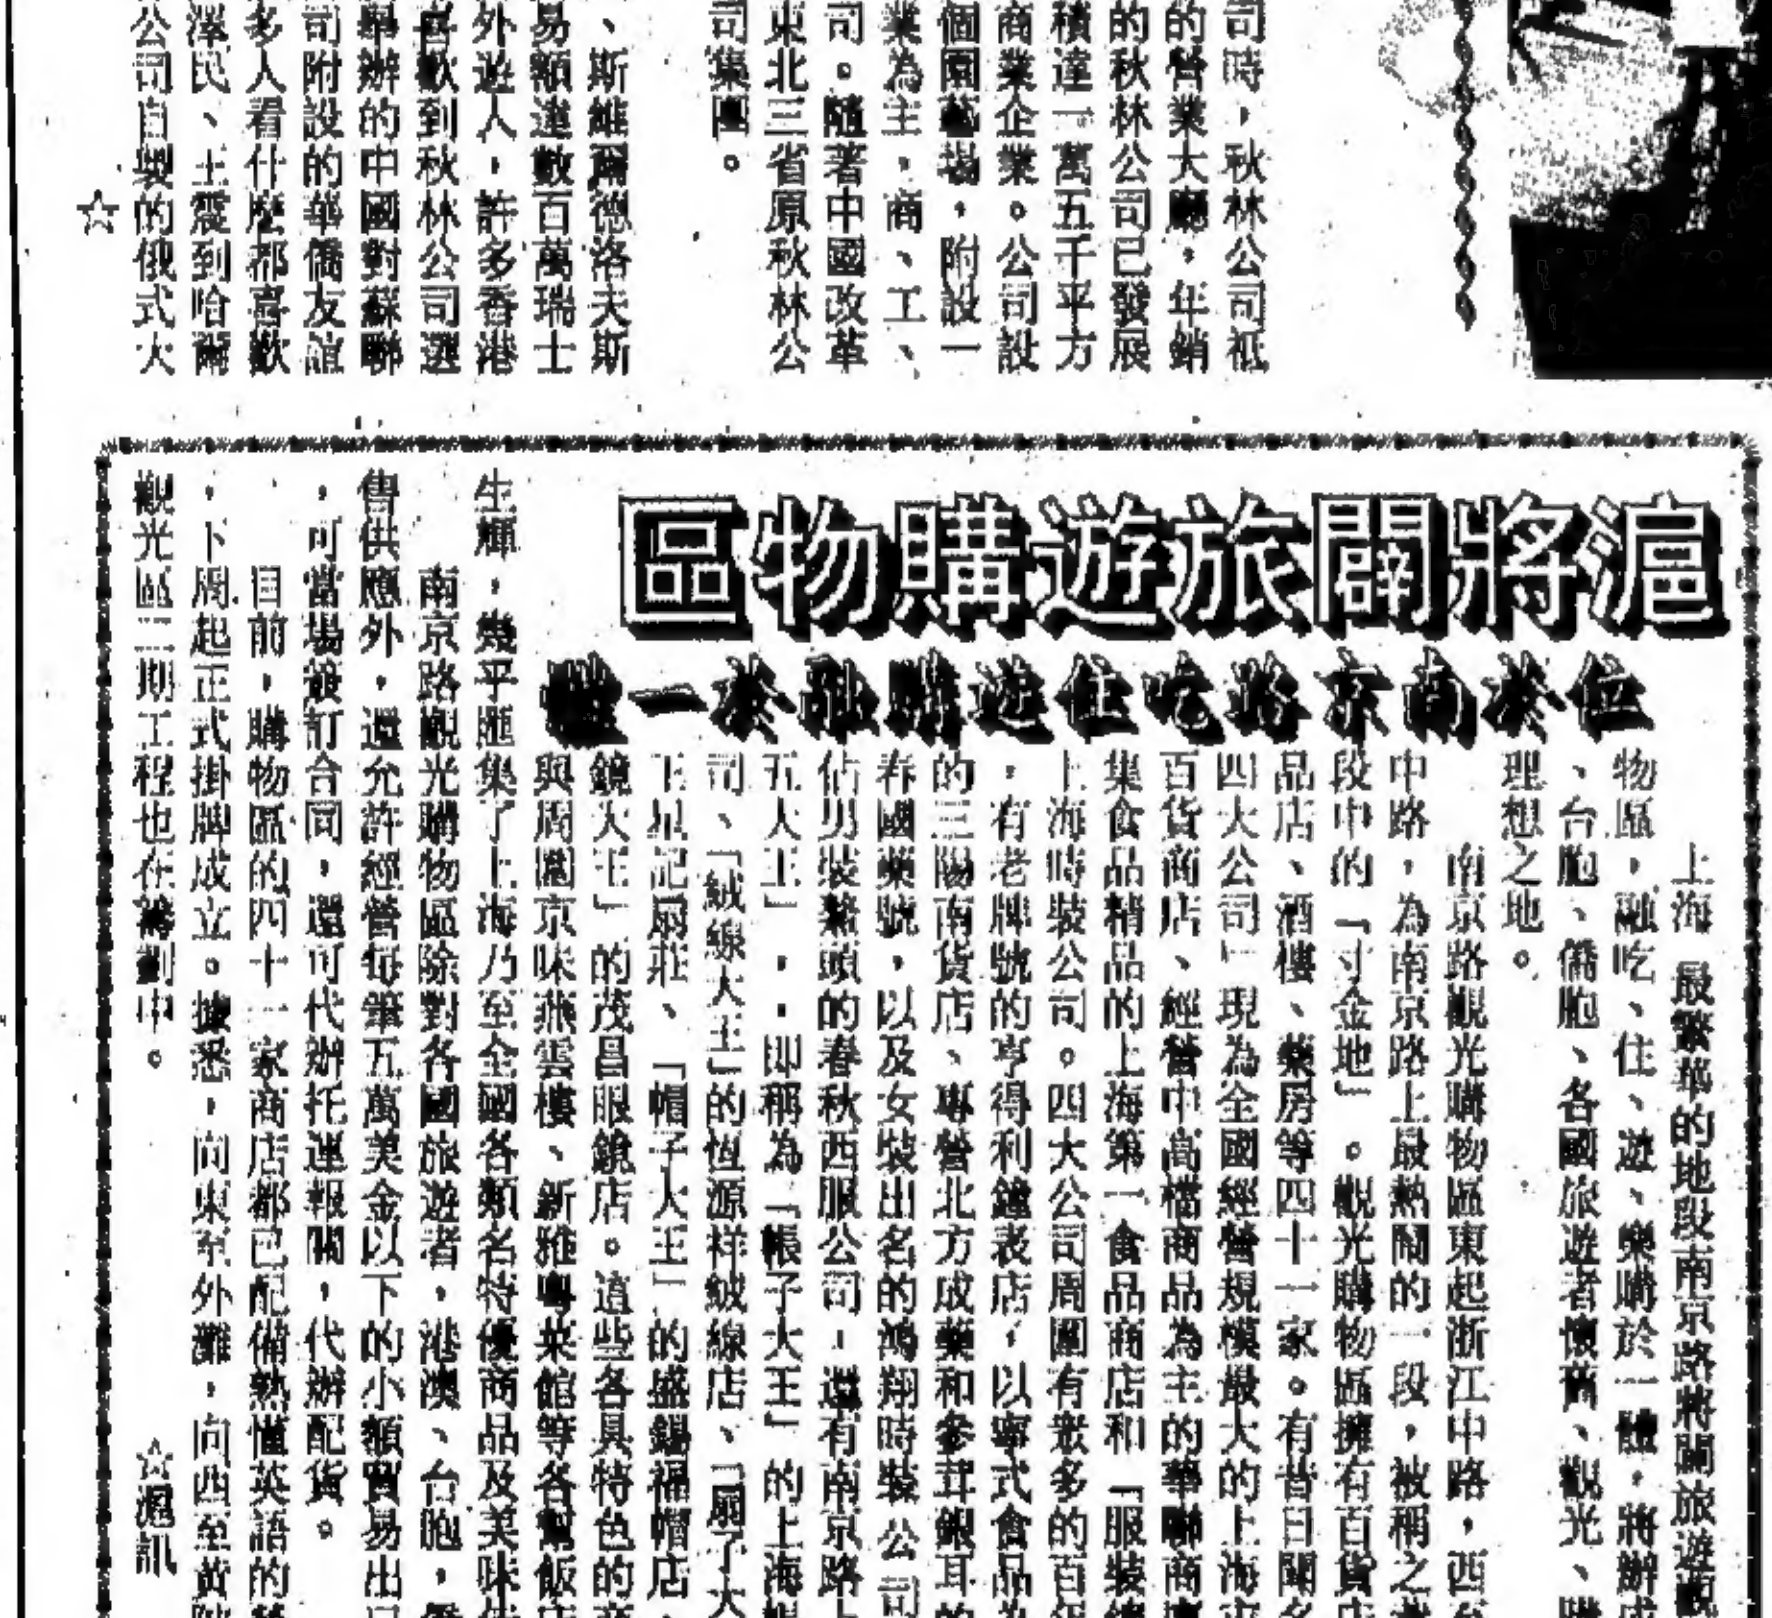 司時，秋林公司祗
的營業大廳，年銷
的秋林公司已發展
積達一萬五千平方
商業企業。公司設
個園藝場，附設一
業為主，商、工、
司。隨著中國改革
東北三省原秋林公
司集團。
、斯維爾德洛夫斯
易額達數百萬瑞士
外遊人，許多香港
喜歡到秋林公司選
舉辦的中國對蘇聯
司附設的華僑友誼
多人看什麼都喜歡
澤民、王震到哈爾
公司自製的俄式大
☆
滬將闢旅遊購物區
位於南京路吃住遊購融於一體
上海最繁華的地段南京路將闢旅遊觀
物區，融吃、住、遊、樂購於一體，將辦成
、台胞、僑胞、各國旅遊者懷舊、觀光、購
理想之地。
南京路觀光購物區東起浙江中路，西至
中路，為南京路上最熱鬧的一段，被稱之為
段中的「寸金地」。觀光購物區擁有百貨店
品店、酒樓、藥房等四十一家。有昔日聞名
四大公司」現為全國經營規模最大的上海市
百貨商店、經營中高檔商品為主的華聯商廈
集食品精品的上海第一食品商店和「服裝總
上海時裝公司。四大公司周圍有眾多的百年
，有老牌號的亨得利鐘表店，以寧式食品為
的三陽南貨店、專營北方成藥和參茸銀耳的
春國藥號，以及女裝出名的鴻翔時裝公司
佔男裝鰲頭的春秋西服公司，還有南京路上
五大王」，即稱為「帳子大王」的上海帳
司、「絨線大王」的恆源祥絨線店、「扇子大
王星記扇莊、「帽子大王」的盛錫福帽店、
鏡大王」的茂昌眼鏡店。這些各具特色的商
與周圍京味燕雲樓、新雅粵菜館等各幫飯店
生輝，幾乎匯集了上海乃至全國各類名特優商品及美味佳
南京路觀光購物區除對各國旅遊者，港澳、台胞，僑
售供應外，還允許經營每筆五萬美金以下的小額貿易出口
，可當場簽訂合同，還可代辦托運報關，代辦配貨。
目前，購物區的四十一家商店都已配備熟懂英語的營
，下周起正式掛牌成立。據悉，向東至外灘，向西至黃陂
觀光區二期工程也在籌劃中。
☆滬訊